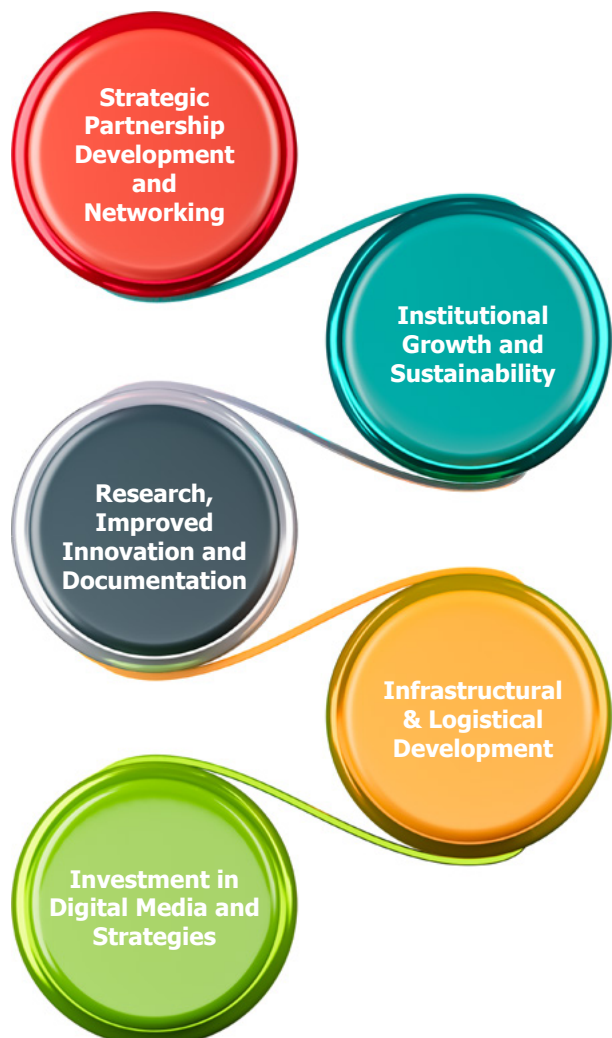 Strategic
Partnership
Development
and
Networking
Institutional
Growth and
Sustainability
Research,
Improved
Innovation and
Documentation
Infrastructural
& Logistical
Development
Investment in
Digital Media and
Strategies